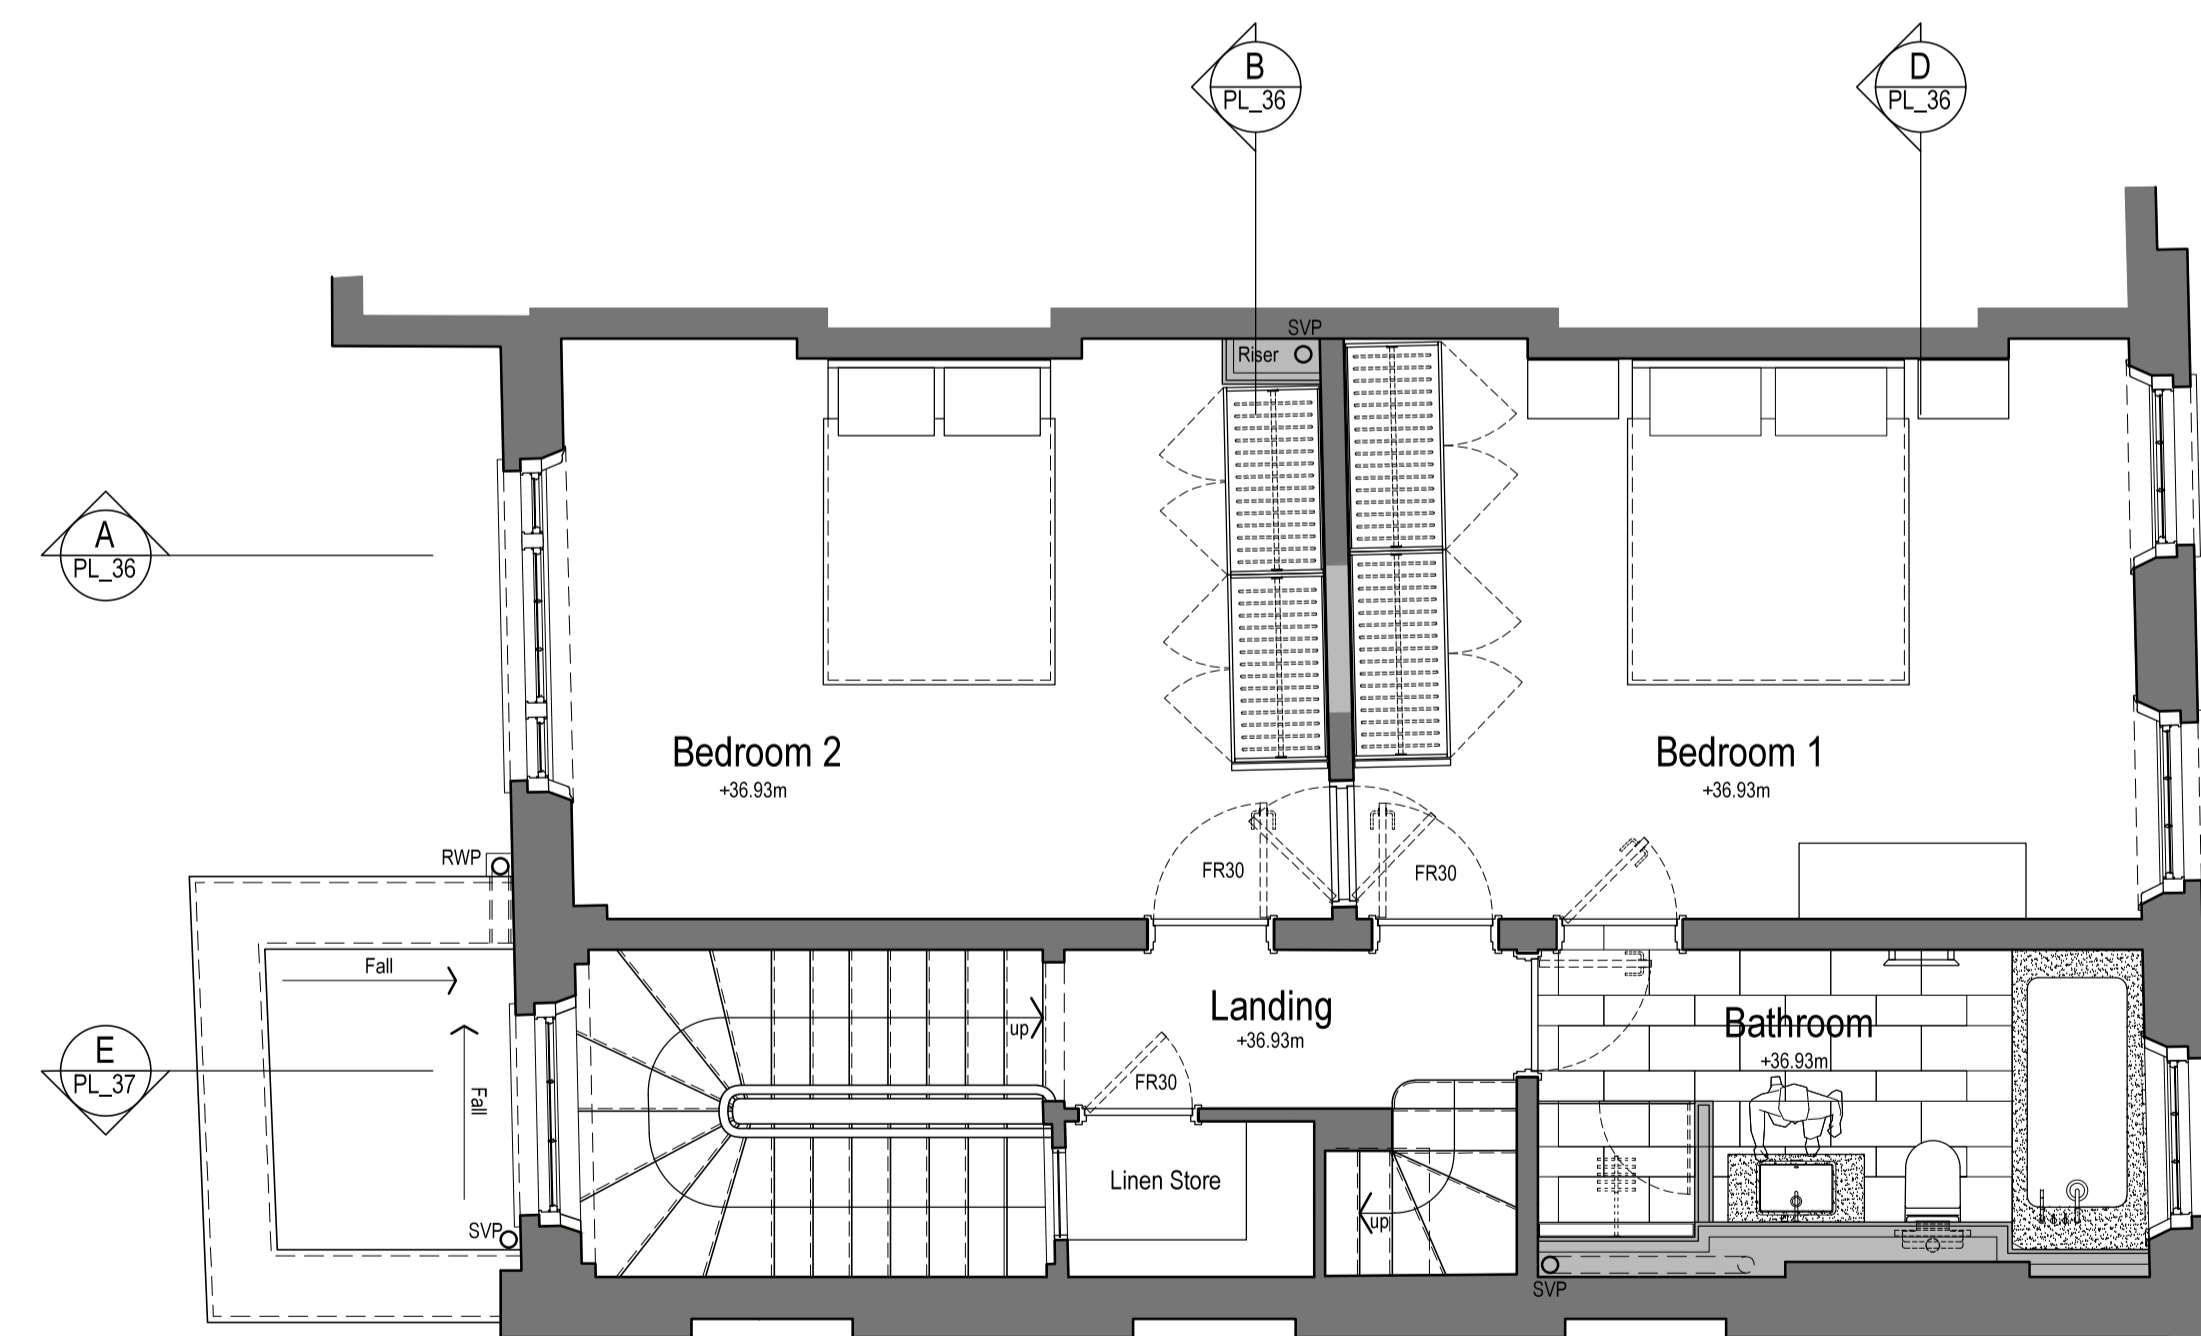 B
PL_36
D
PL_36
SVP
Riser
A
PL_36
Bedroom 2
+36.93m
Bedroom 1
+36.93m
RWP
FR30
FR30
Fall
Landing
+36.93m
up
Bathroom
+36.93m
E
PL_37
Fall
FR30
Linen Store
up
SVP
SVP